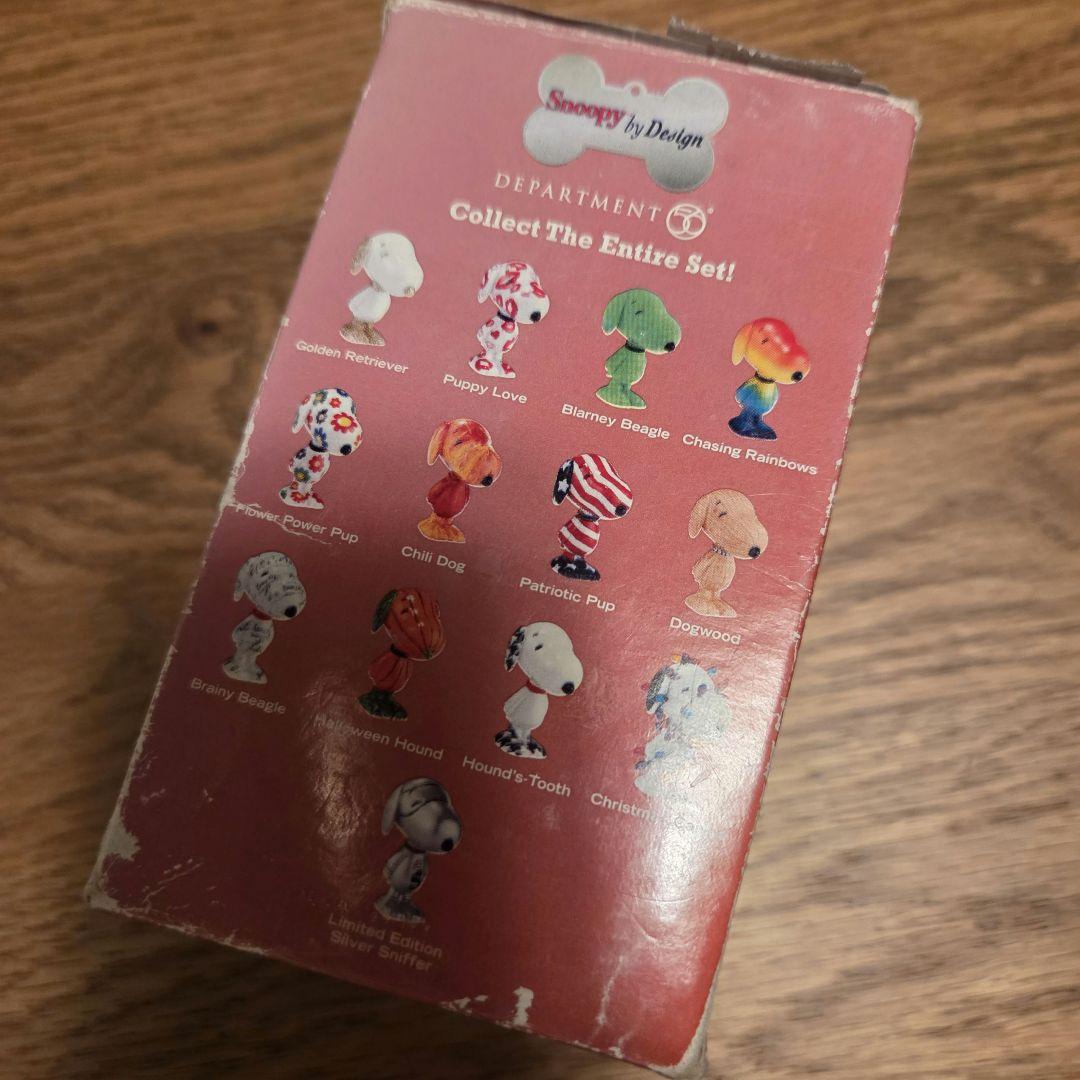 Snoopy by Design
DEPARTMENT 56®
Collect The Entire Set!
Golden Retriever
Puppy Love
Blarney Beagle
Chasing Rainbows
Flower Power Pup
Chili Dog
Patriotic Pup
Dogwood
Brainy Beagle
Halloween Hound
Hound's-Tooth
Christmas
Limited Edition
Silver Sniffer